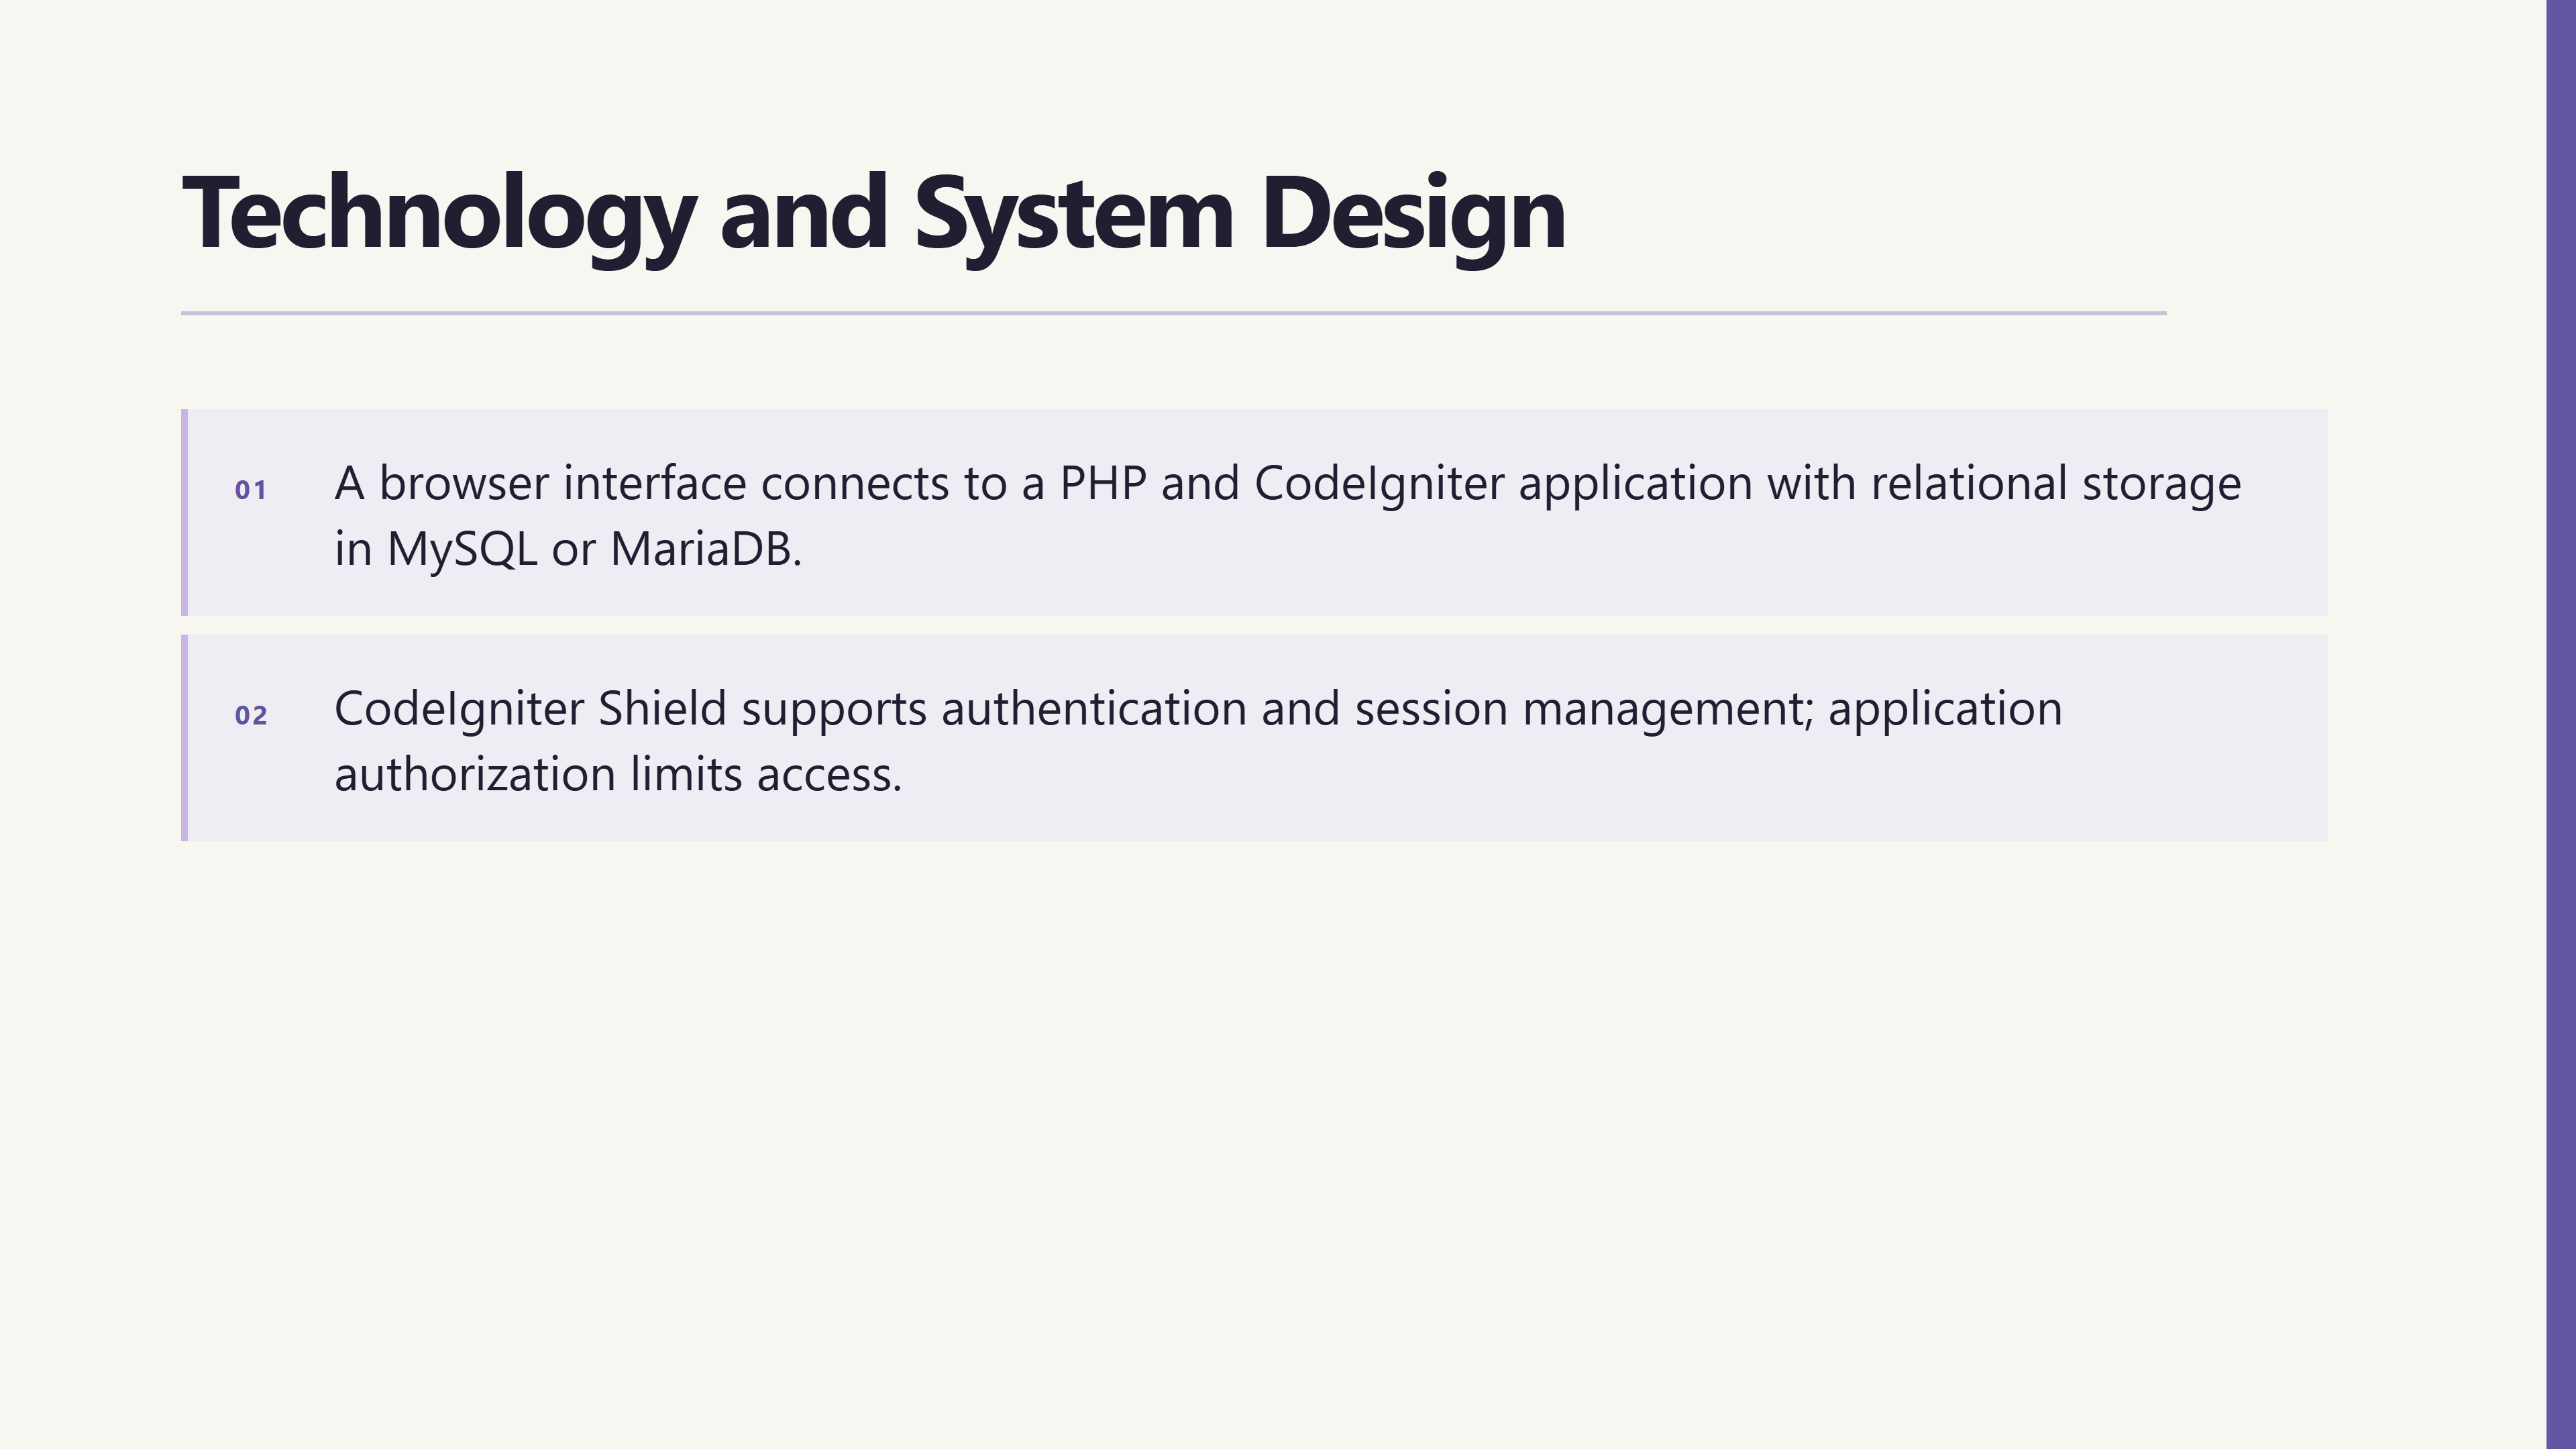 Technology and System Design
01
A browser interface connects to a PHP and CodeIgniter application with relational storage
in MySQL or MariaDB.
02
CodeIgniter Shield supports authentication and session management; application
authorization limits access.